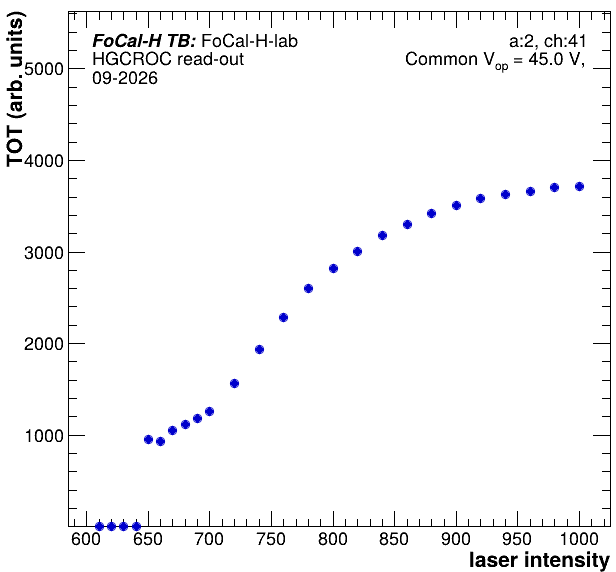 FoCal-H TB: FoCal-H-lab
HGCROC read-out
09-2026
a:2, ch:41
Common Vop = 45.0 V,
TOT (arb. units)
5000
4000
3000
2000
1000
600 650 700 750 800 850 900 950 1000
laser intensity